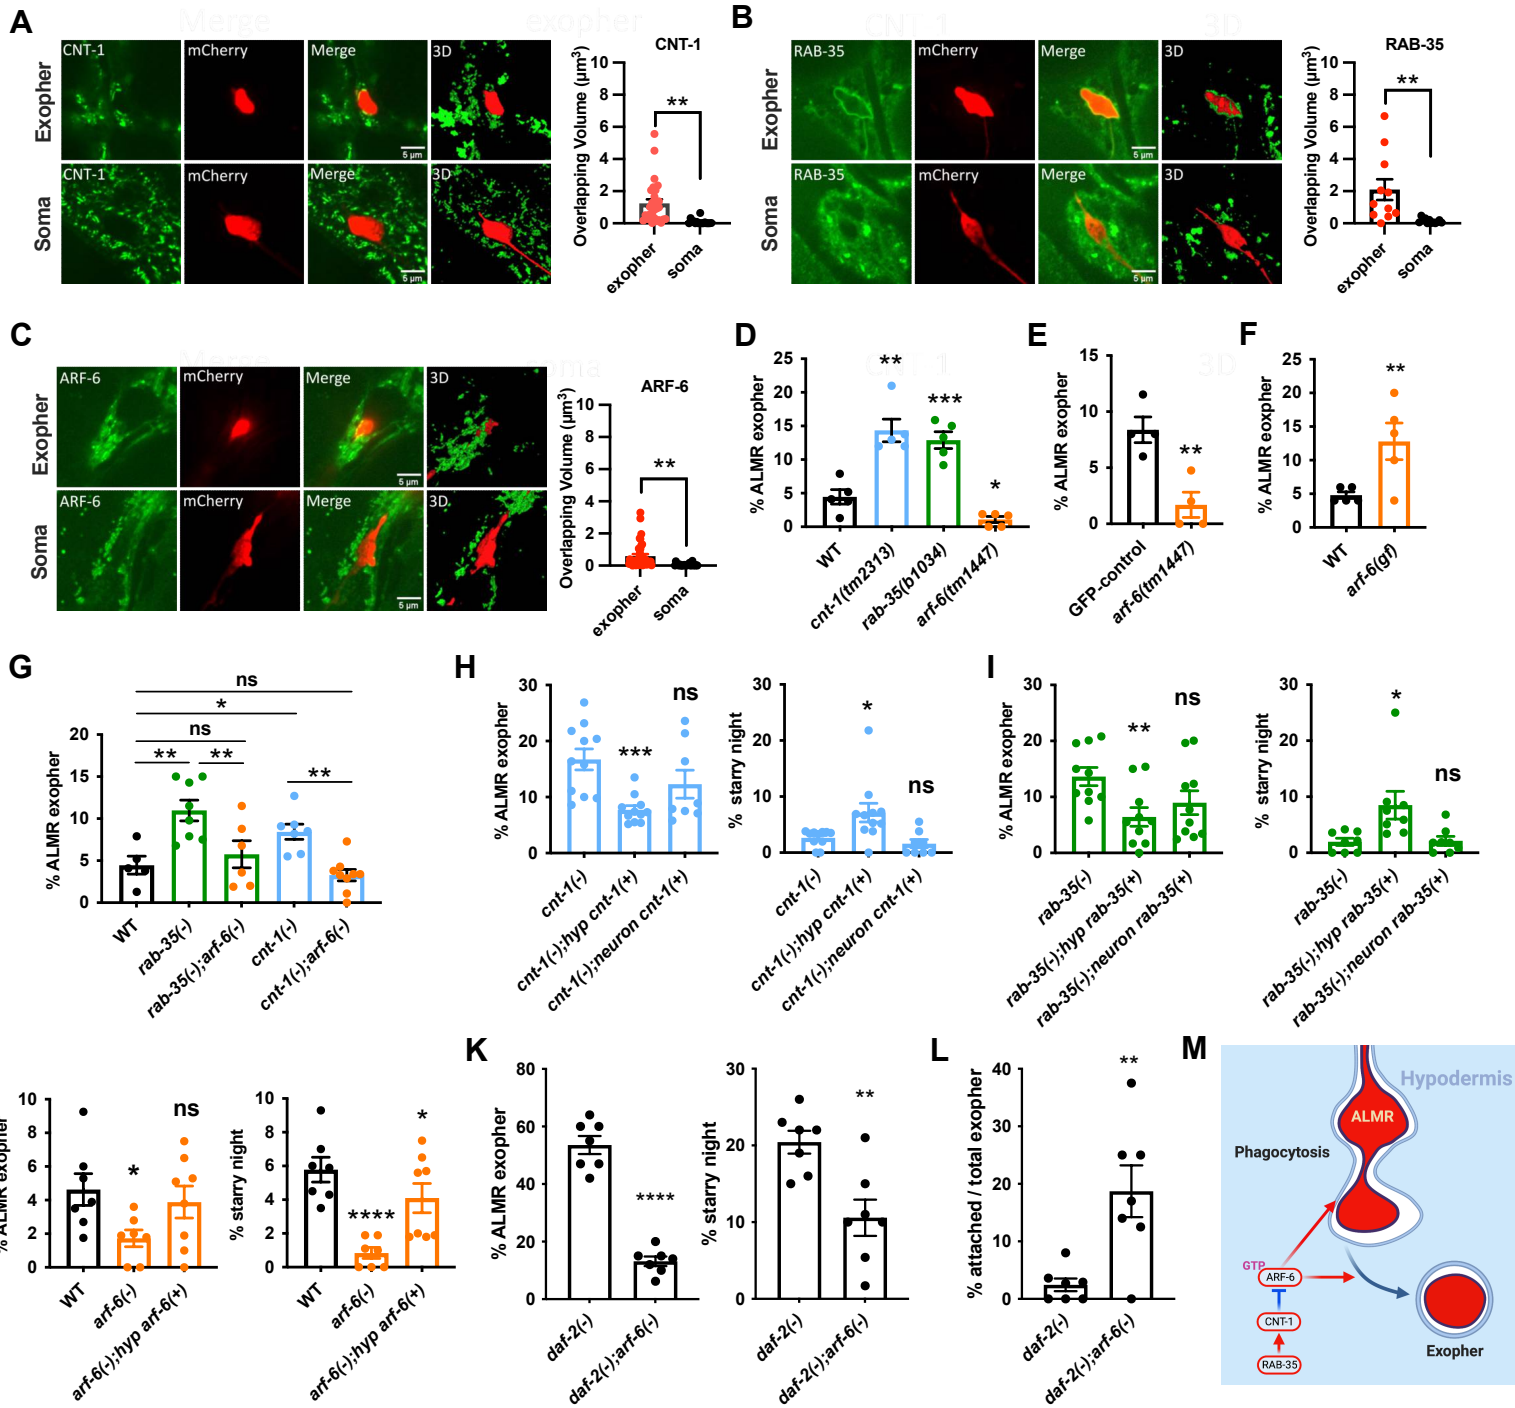 A
Merge
exopher
Exopher
Soma
CNT-1
mCherry
Merge
3D
5 µm
CNT-1
mCherry
Merge
3D
5 µm
CNT-1
Overlapping Volume (µm³)
10
8
6
4
2
0
**
exopher
soma
B
CNT 1
3D
Exopher
Soma
RAB-35
mCherry
Merge
3D
5 µm
RAB-35
mCherry
Merge
3D
5 µm
RAB-35
Overlapping Volume (µm³)
10
8
6
4
2
0
**
exopher
soma
C
Merge
soma
Exopher
Soma
ARF-6
mCherry
Merge
3D
5 µm
ARF-6
mCherry
Merge
3D
5 µm
ARF-6
Overlapping Volume (µm³)
10
8
6
4
2
0
**
exopher
soma
D
CNT 1
% ALMR exopher
25
20
15
10
5
0
**
***
*
WT
cnt-1(tm2313)
rab-35(b1034)
arf-6(tm1447)
E
3D
% ALMR exopher
15
10
5
0
**
GFP-control
arf-6(tm1447)
F
% ALMR exopher
25
20
15
10
5
0
**
WT
arf-6(gf)
G
% ALMR exopher
20
15
10
5
0
ns
*
ns
**
**
**
WT
rab-35(-)
rab-35(-);arf-6(-)
cnt-1(-)
cnt-1(-);arf-6(-)
H
% ALMR exopher
30
20
10
0
***
ns
cnt-1(-)
cnt-1(-);hyp cnt-1(+)
cnt-1(-);neuron cnt-1(+)
% starry night
30
20
10
0
*
ns
cnt-1(-)
cnt-1(-);hyp cnt-1(+)
cnt-1(-);neuron cnt-1(+)
I
% ALMR exopher
30
20
10
0
**
ns
rab-35(-)
rab-35(-);hyp rab-35(+)
rab-35(-);neuron rab-35(+)
% starry night
30
20
10
0
*
ns
rab-35(-)
rab-35(-);hyp rab-35(+)
rab-35(-);neuron rab-35(+)
% ALMR exopher
10
8
6
4
2
0
*
ns
WT
arf-6(-)
arf-6(-);hyp arf-6(+)
% starry night
10
8
6
4
2
0
****
*
WT
arf-6(-)
arf-6(-);hyp arf-6(+)
K
% ALMR exopher
80
60
40
20
0
****
daf-2(-)
daf-2(-);arf-6(-)
% starry night
30
20
10
0
**
daf-2(-)
daf-2(-);arf-6(-)
L
% attached / total exopher
40
30
20
10
0
**
daf-2(-)
daf-2(-);arf-6(-)
M
Hypodermis
ALMR
Phagocytosis
GTP
ARF-6
CNT-1
RAB-35
Exopher